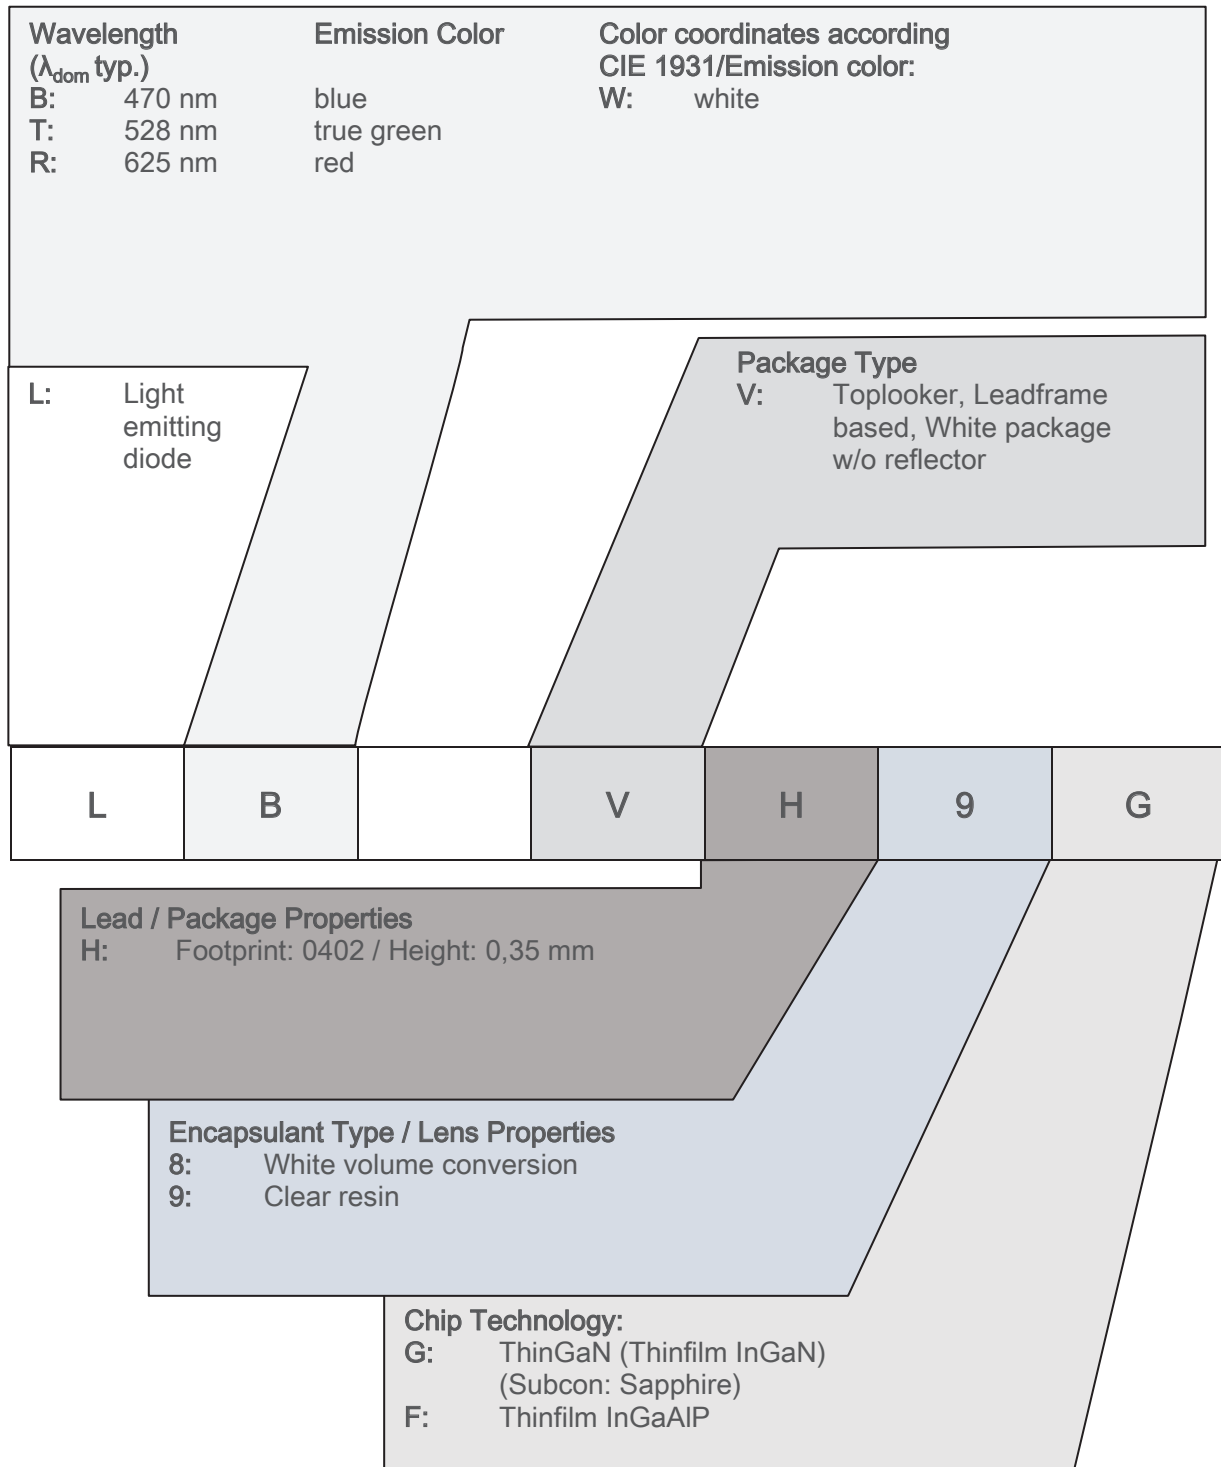 Wavelength Emission Color Color coordinates according
(λdom typ.) CIE 1931/Emission color:
B: 470 nm blue W: white
T: 528 nm true green
R: 625 nm red
L: Light
emitting
diode
Package Type
V: Toplooker, Leadframe
based, White package
w/o reflector
L B V H 9 G
Lead / Package Properties
H: Footprint: 0402 / Height: 0,35 mm
Encapsulant Type / Lens Properties
8: White volume conversion
9: Clear resin
Chip Technology:
G: ThinGaN (Thinfilm InGaN)
(Subcon: Sapphire)
F: Thinfilm InGaAlP